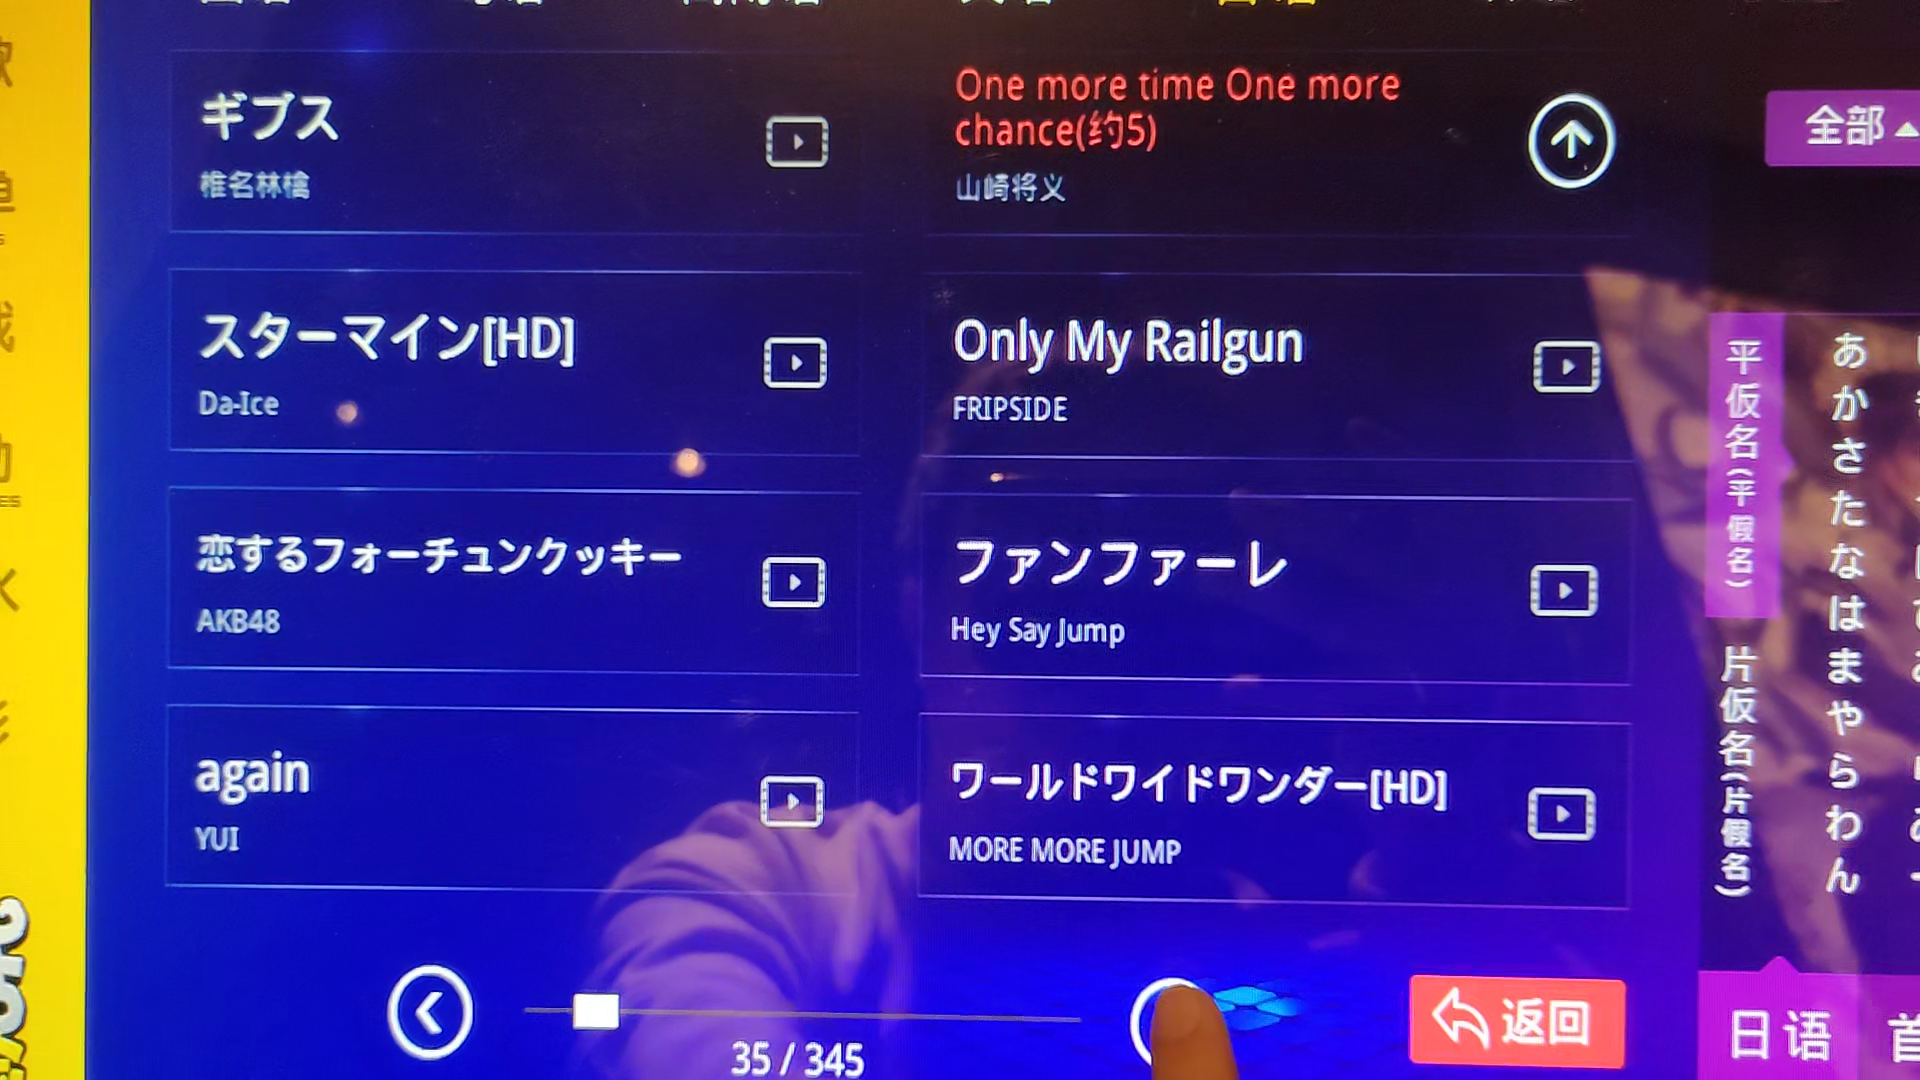 ギブス
椎名林檎
One more time One more
chance(约5)
山崎将义
全部
スターマイン[HD]
Da-Ice
Only My Railgun
FRIPSIDE
恋するフォーチュンクッキー
AKB48
ファンファーレ
Hey Say Jump
again
YUI
ワールドワイドワンダー[HD]
MORE MORE JUMP
平仮名(平假名)
片仮名(片假名)
あかさたなはまやらわん
35 / 345
返回
日语